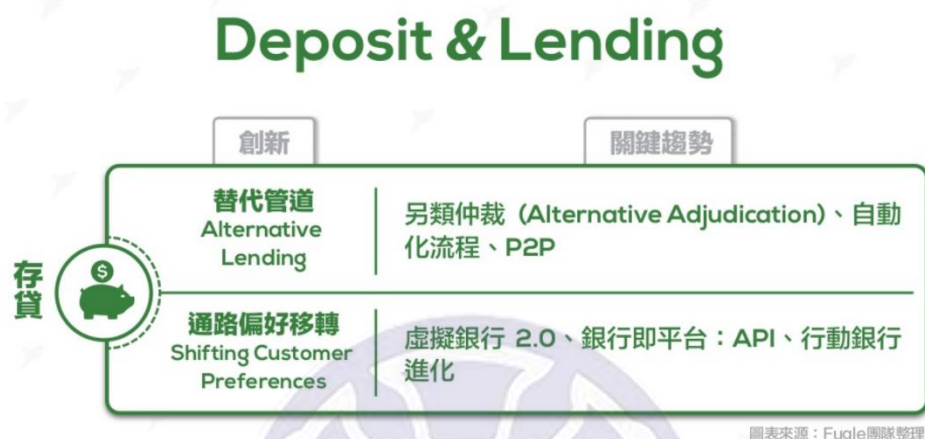 Deposit & Lending
創新
關鍵趨勢
存貸
替代管道
Alternative
Lending
另類仲裁 (Alternative Adjudication)、自動
化流程、P2P
通路偏好移轉
Shifting Customer
Preferences
虛擬銀行 2.0、銀行即平台：API、行動銀行
進化
圖表來源：Fugle團隊整理